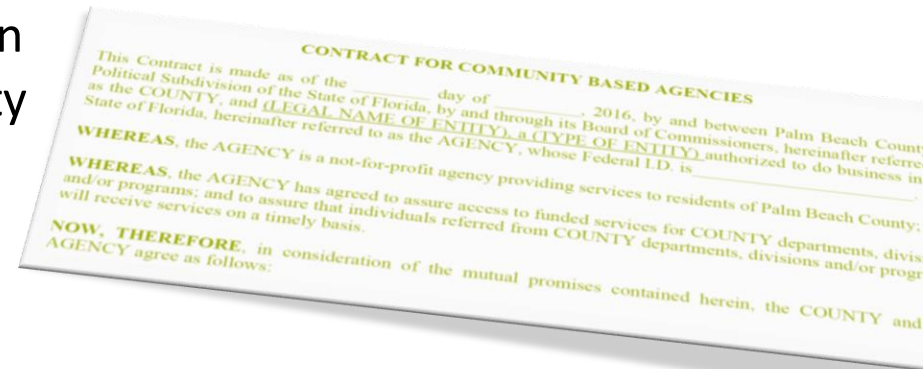 n
ty
CONTRACT FOR COMMUNITY BASED AGENCIES
This Contract is made as of the ________ day of ________, 2016, by and between Palm Beach County
Political Subdivision of the State of Florida, by and through its Board of Commissioners, hereinafter referre
as the COUNTY, and (LEGAL NAME OF ENTITY), a (TYPE OF ENTITY) authorized to do business in
State of Florida, hereinafter referred to as the AGENCY, whose Federal I.D. is ____________________.
WHEREAS, the AGENCY is a not-for-profit agency providing services to residents of Palm Beach County;
WHEREAS, the AGENCY has agreed to assure access to funded services for COUNTY departments, divis
and/or programs; and to assure that individuals referred from COUNTY departments, divisions and/or progr
will receive services on a timely basis.
NOW, THEREFORE, in consideration of the mutual promises contained herein, the COUNTY and
AGENCY agree as follows: